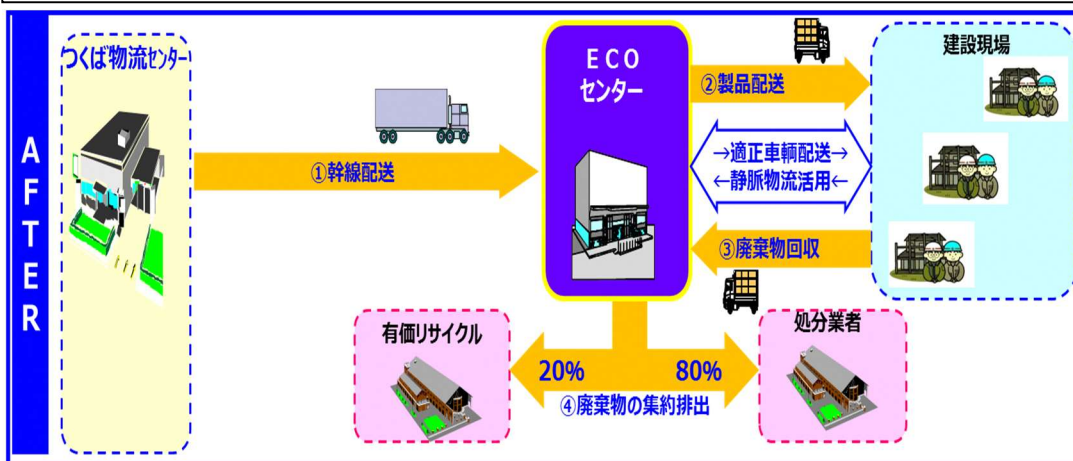 AFTER
つくば物流センター
①幹線配送
ECO
センター
②製品配送
建設現場
→適正車輌配送→
←静脈物流活用←
③廃棄物回収
有価リサイクル
20%
80%
④廃棄物の集約排出
処分業者